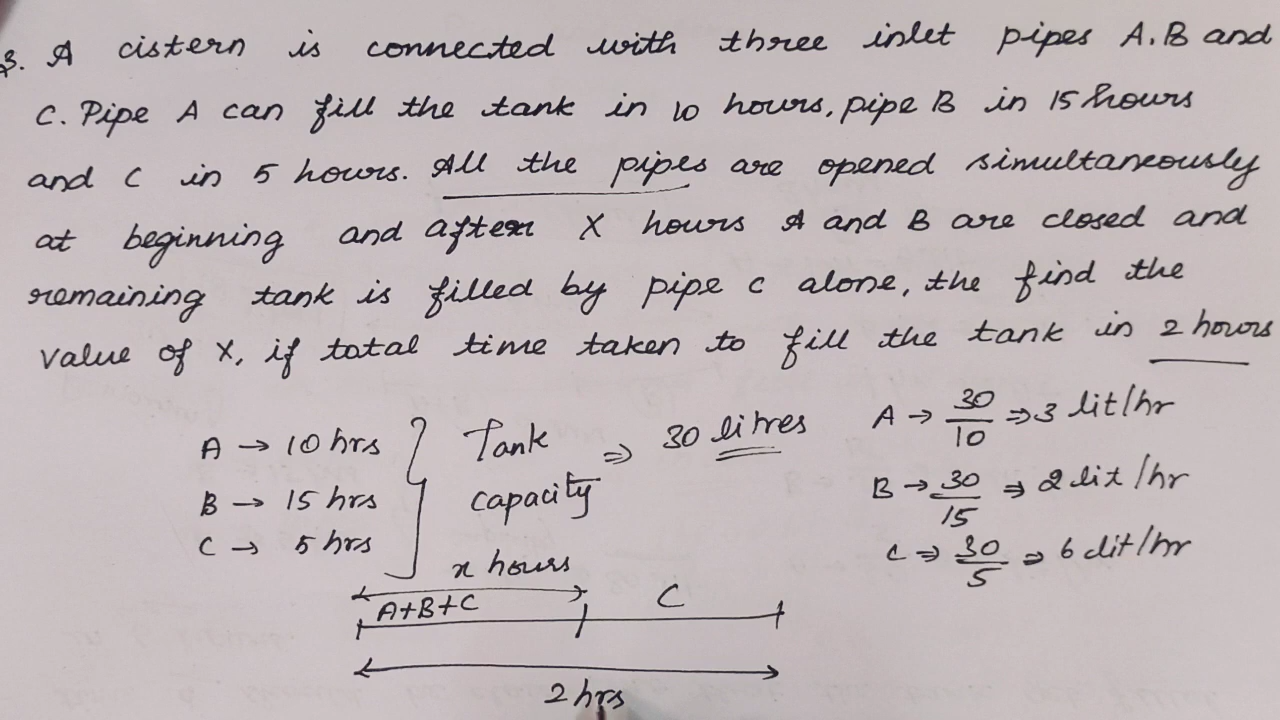 3. A cistern is connected with three inlet pipes A.B and
C. Pipe A can fill the tank in 10 hours, pipe B in 15 hours
and C in 5 hours. All the pipes are opened simultaneously
at beginning and after X hours A and B are closed and
remaining tank is filled by pipe C alone, the find the
value of X, if total time taken to fill the tank in 2 hours
A → 10 hrs
B → 15 hrs
C → 5 hrs
Tank
capacity
⇒ 30 litres
A → 30/10 ⇒ 3 lit/hr
B → 30/15 ⇒ 2 lit/hr
C ⇒ 30/5 ⇒ 6 lit/hr
x hours
A+B+C
C
2 hrs